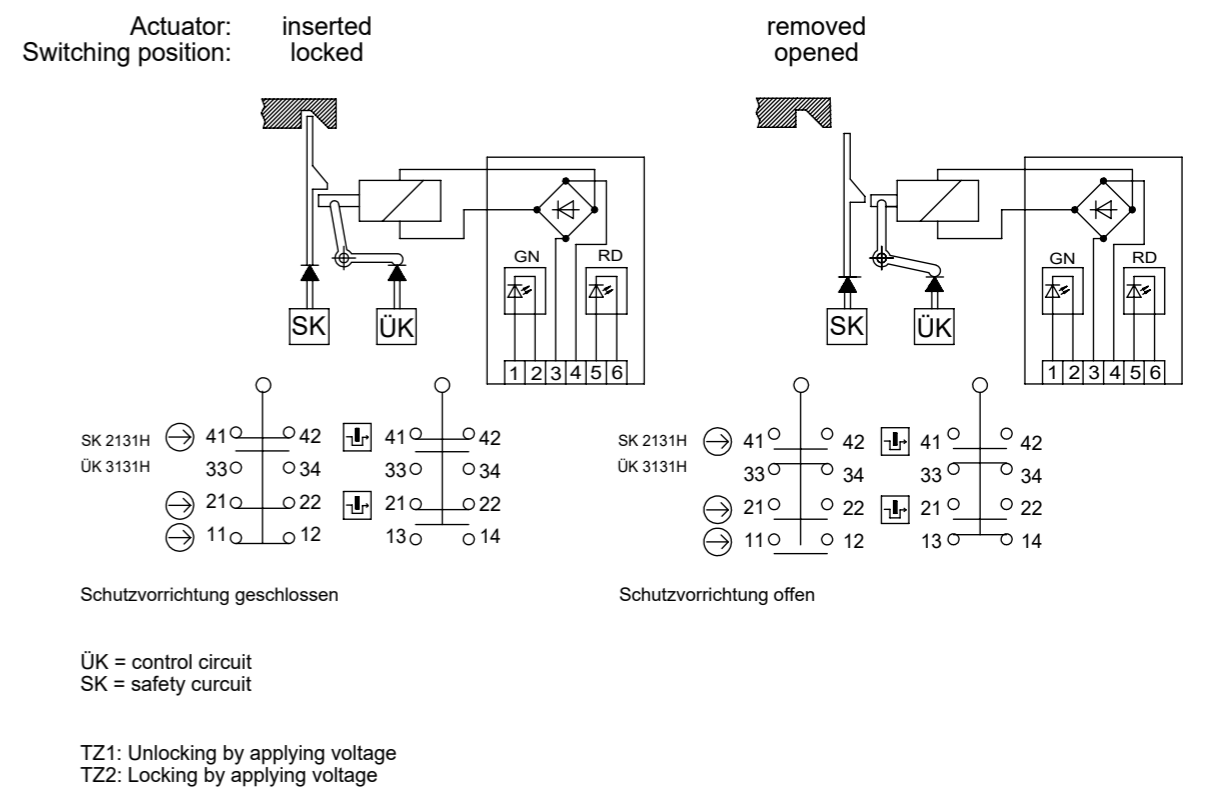 Actuator: inserted removed
Switching position: locked opened
GN RD GN RD
SK ÜK SK ÜK
1 2 3 4 5 6 1 2 3 4 5 6
SK 2131H 41 42 41 42 SK 2131H 41 42 41 42
ÜK 3131H 33 34 33 34 ÜK 3131H 33 34 33 34
21 22 21 22 21 22 21 22
11 12 13 14 11 12 13 14
Schutzvorrichtung geschlossen Schutzvorrichtung offen
ÜK = control circuit
SK = safety curcuit
TZ1: Unlocking by applying voltage
TZ2: Locking by applying voltage